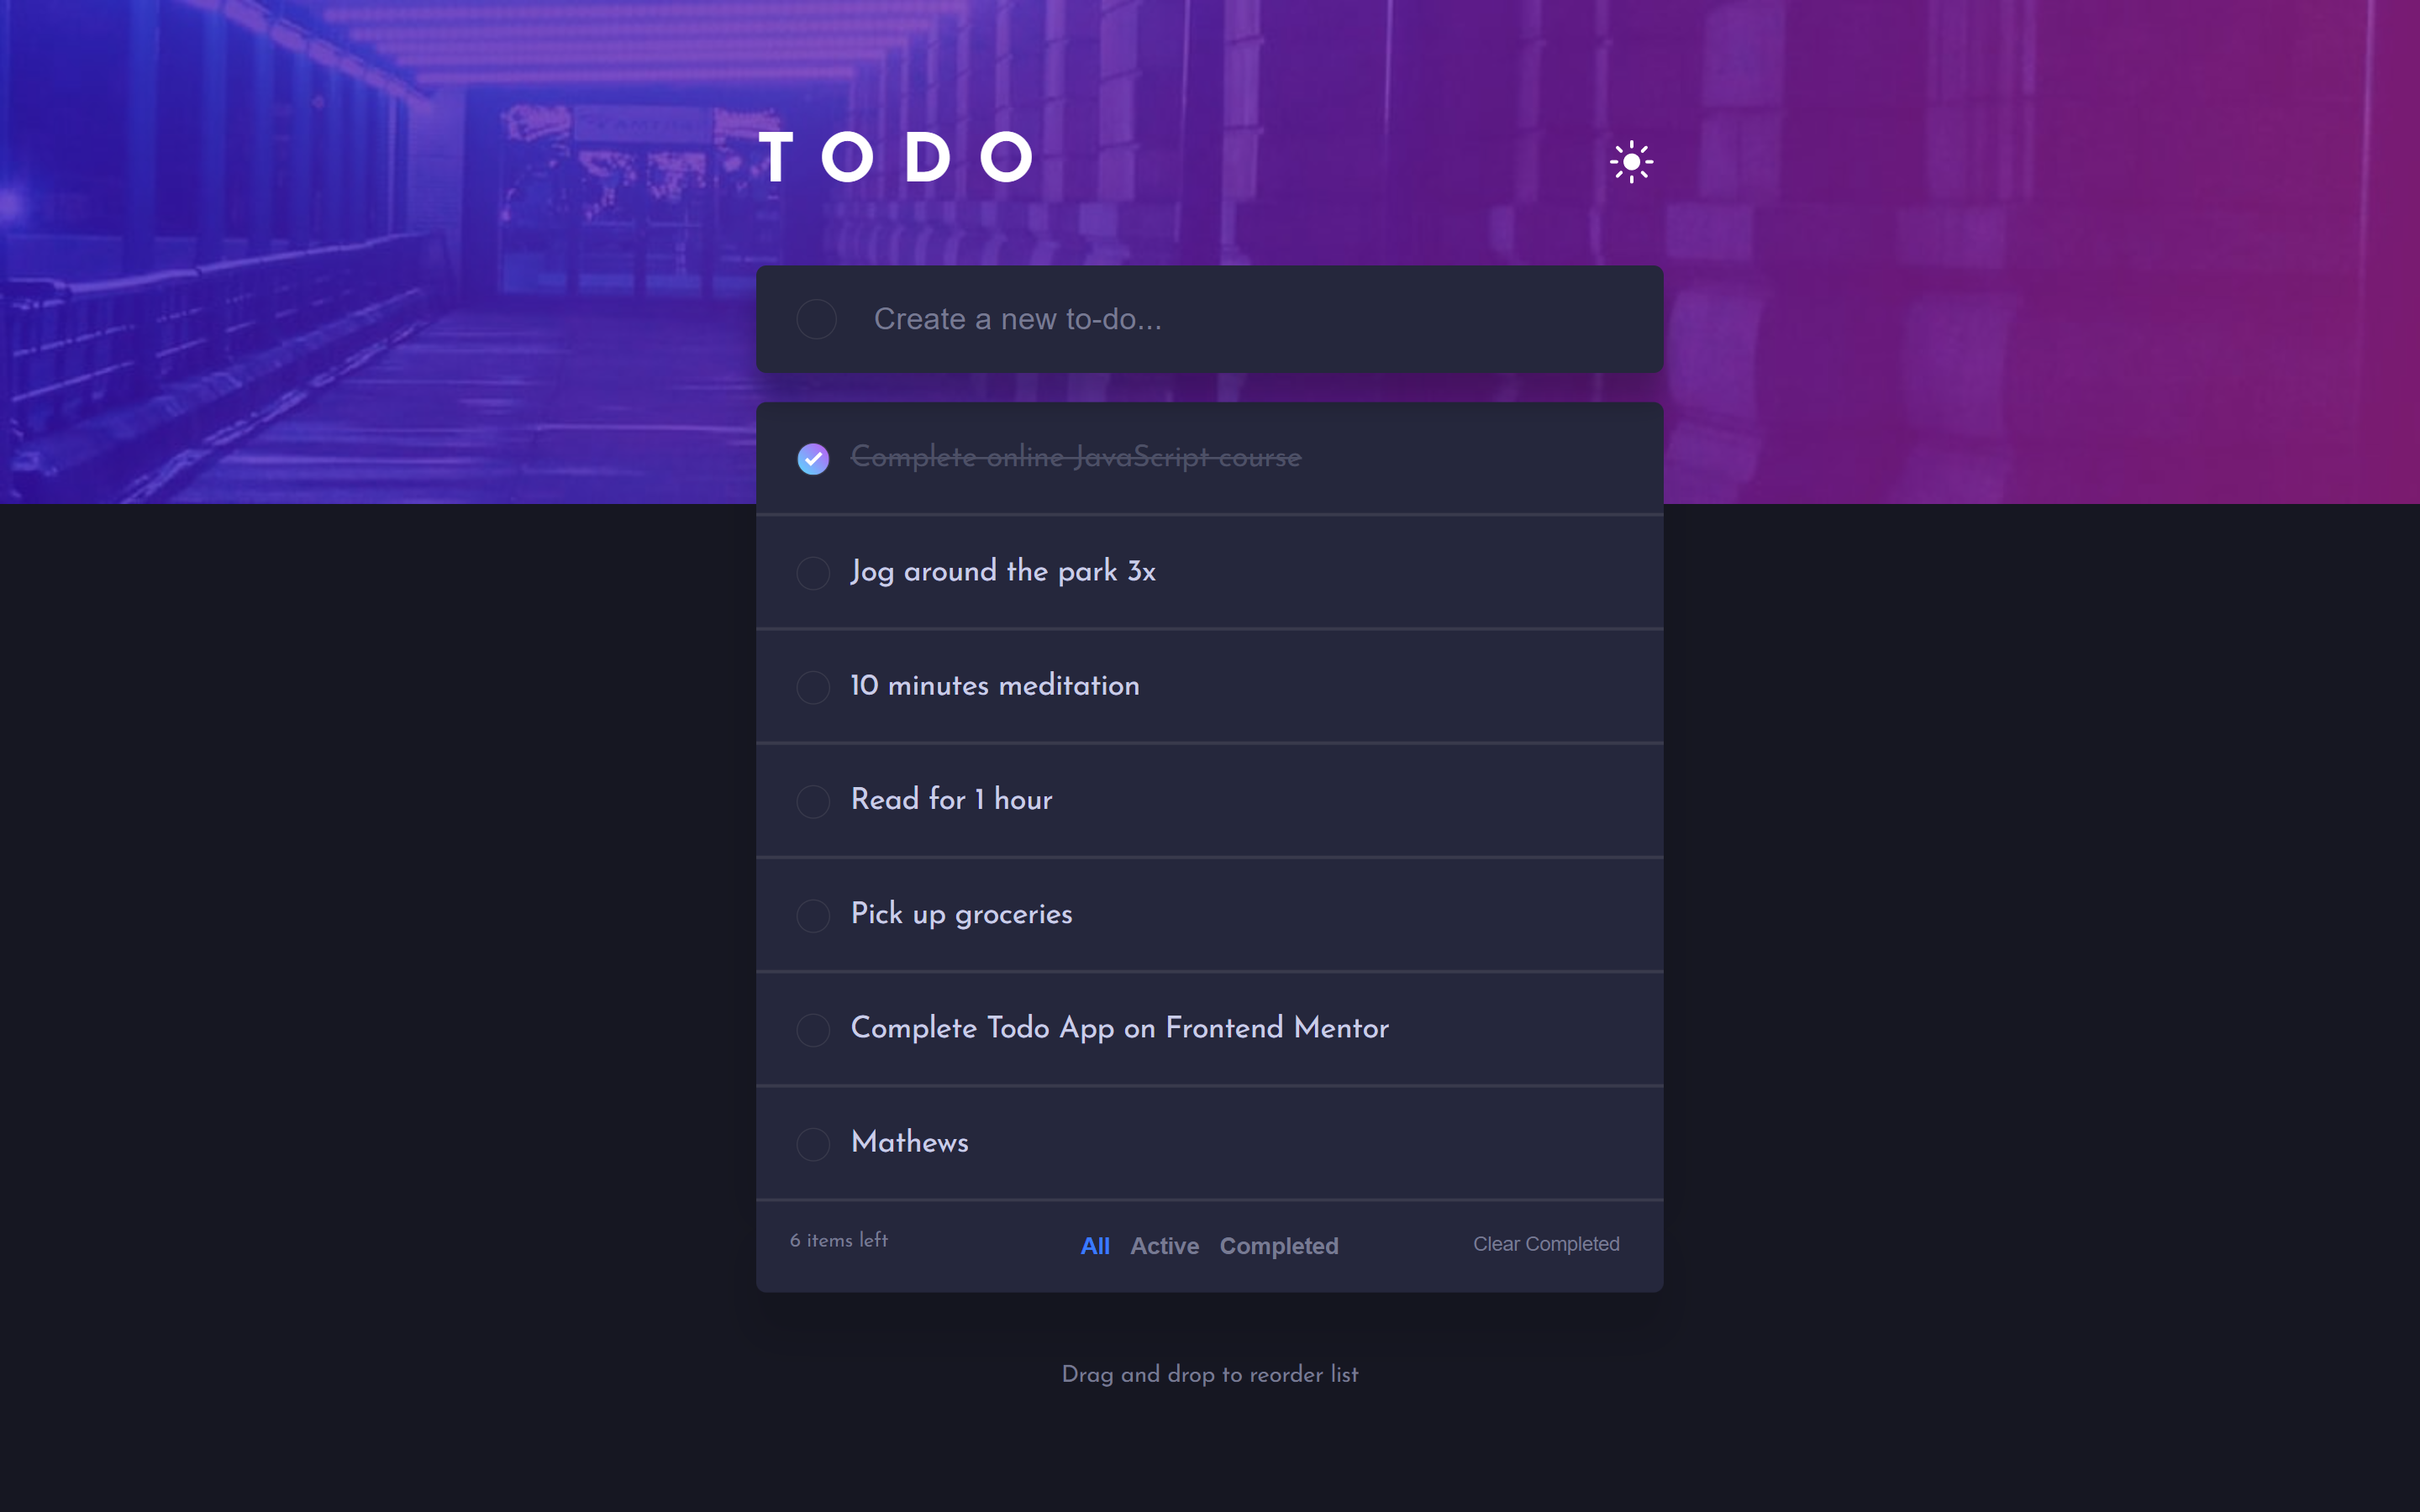 TODO
Create a new to-do...
Complete online JavaScript course
Jog around the park 3x
10 minutes meditation
Read for 1 hour
Pick up groceries
Complete Todo App on Frontend Mentor
Mathews
6 items left All Active Completed Clear Completed
Drag and drop to reorder list